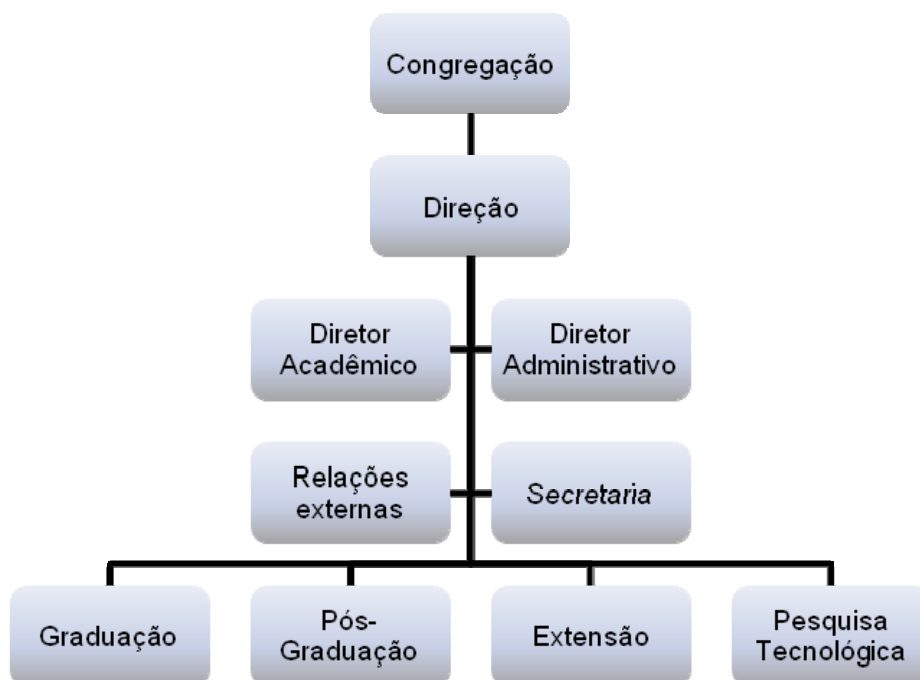 Congregação
Direção
Diretor
Acadêmico
Diretor
Administrativo
Relações
externas
Secretaria
Graduação
Pós-
Graduação
Extensão
Pesquisa
Tecnológica